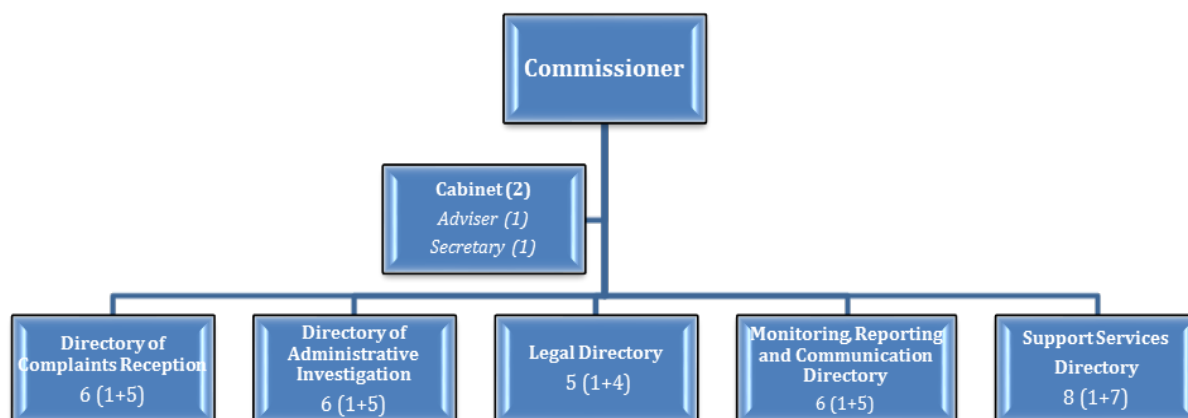 Commissioner
Cabinet (2)
Adviser (1)
Secretary (1)
Directory of
Complaints Reception
6 (1+5)
Directory of
Administrative
Investigation
6 (1+5)
Legal Directory
5 (1+4)
Monitoring, Reporting
and Communication
Directory
6 (1+5)
Support Services
Directory
8 (1+7)